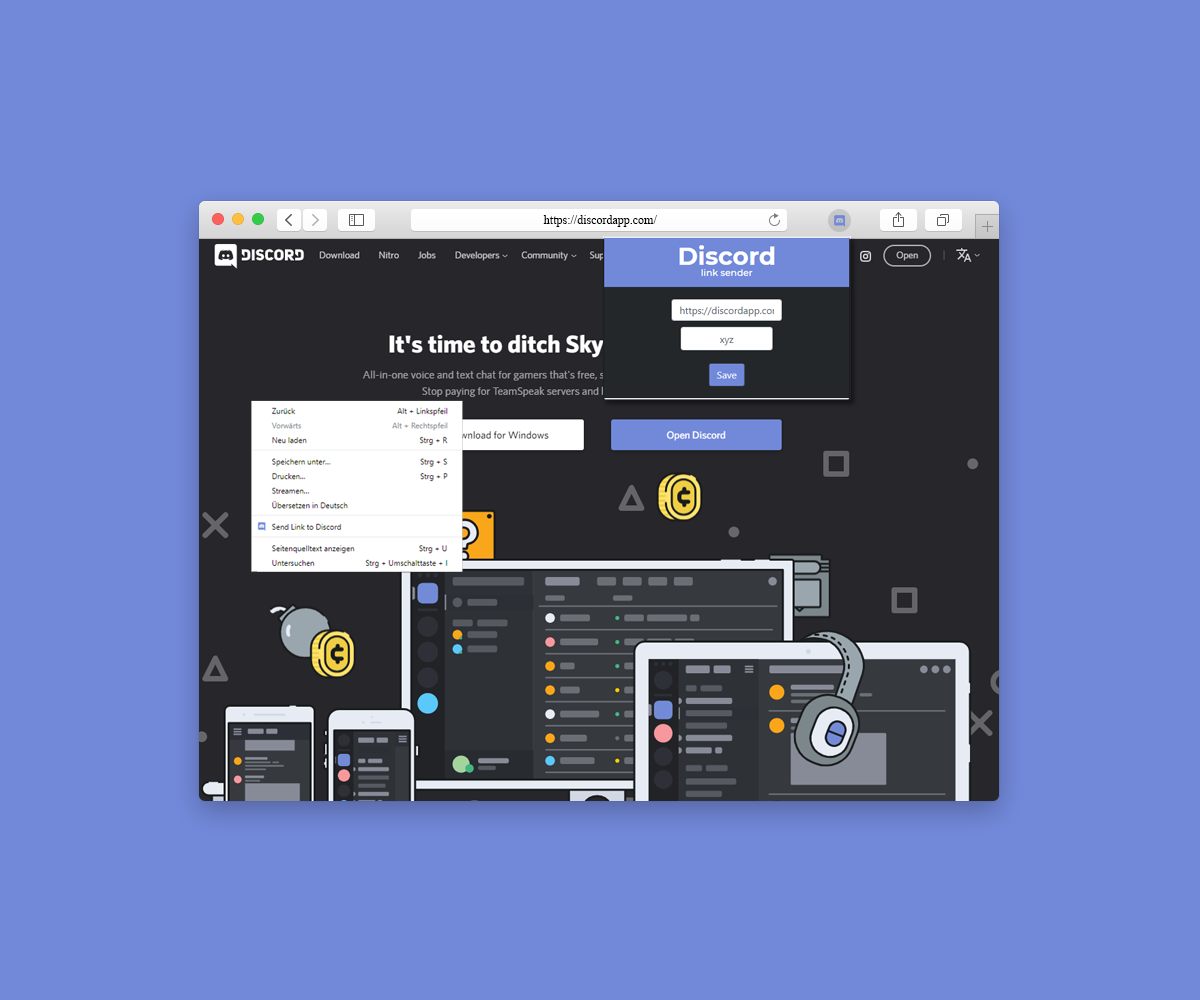 https://discordapp.com/
DISCORD
Download
Nitro
Jobs
Developers
Community
Open
Discord
link sender
https://discordapp.co
xyz
Save
It's time to ditch Sky
All-in-one voice and text chat for gamers that's free, s
Stop paying for TeamSpeak servers and
wnload for Windows
Open Discord
Zurück Alt + Linkspfeil
Vorwärts Alt + Rechtspfeil
Neu laden Strg + R
Speichern unter... Strg + S
Drucken... Strg + P
Streamen...
Übersetzen in Deutsch
Send Link to Discord
Seitenquelltext anzeigen Strg + U
Untersuchen Strg + Umschalttaste + I